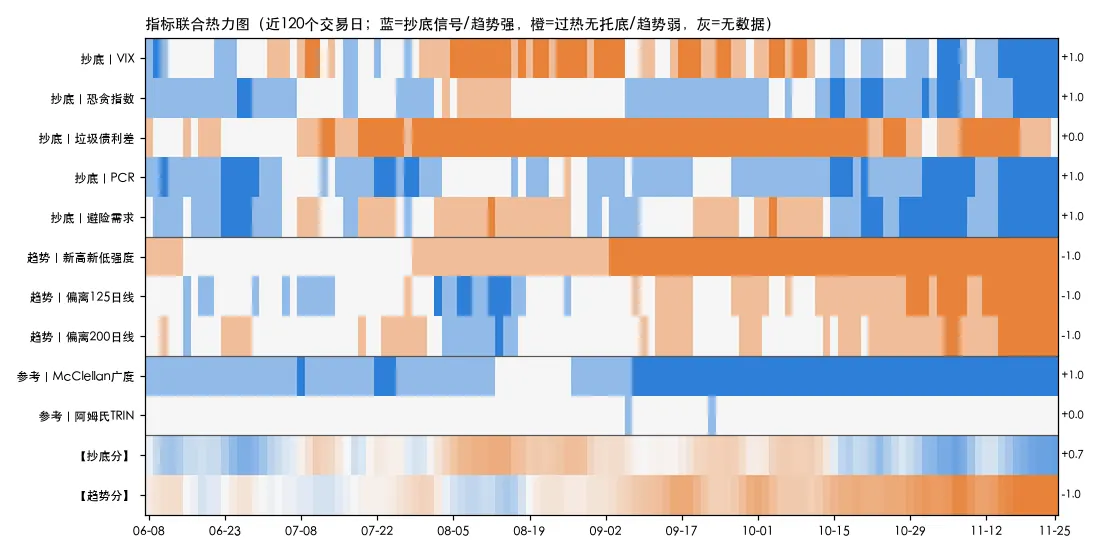 指标联合热力图（近120个交易日；蓝=抄底信号/趋势强，橙=过热无托底/趋势弱，灰=无数据）
抄底｜VIX +1.0
抄底｜恐贪指数 +1.0
抄底｜垃圾债利差 +0.0
抄底｜PCR +1.0
抄底｜避险需求 +1.0
趋势｜新高新低强度 -1.0
趋势｜偏离125日线 -1.0
趋势｜偏离200日线 -1.0
参考｜McClellan广度 +1.0
参考｜阿姆氏TRIN +0.0
【抄底分】 +0.7
【趋势分】 -1.0
06-08 06-23 07-08 07-22 08-05 08-19 09-02 09-17 10-01 10-15 10-29 11-12 11-25